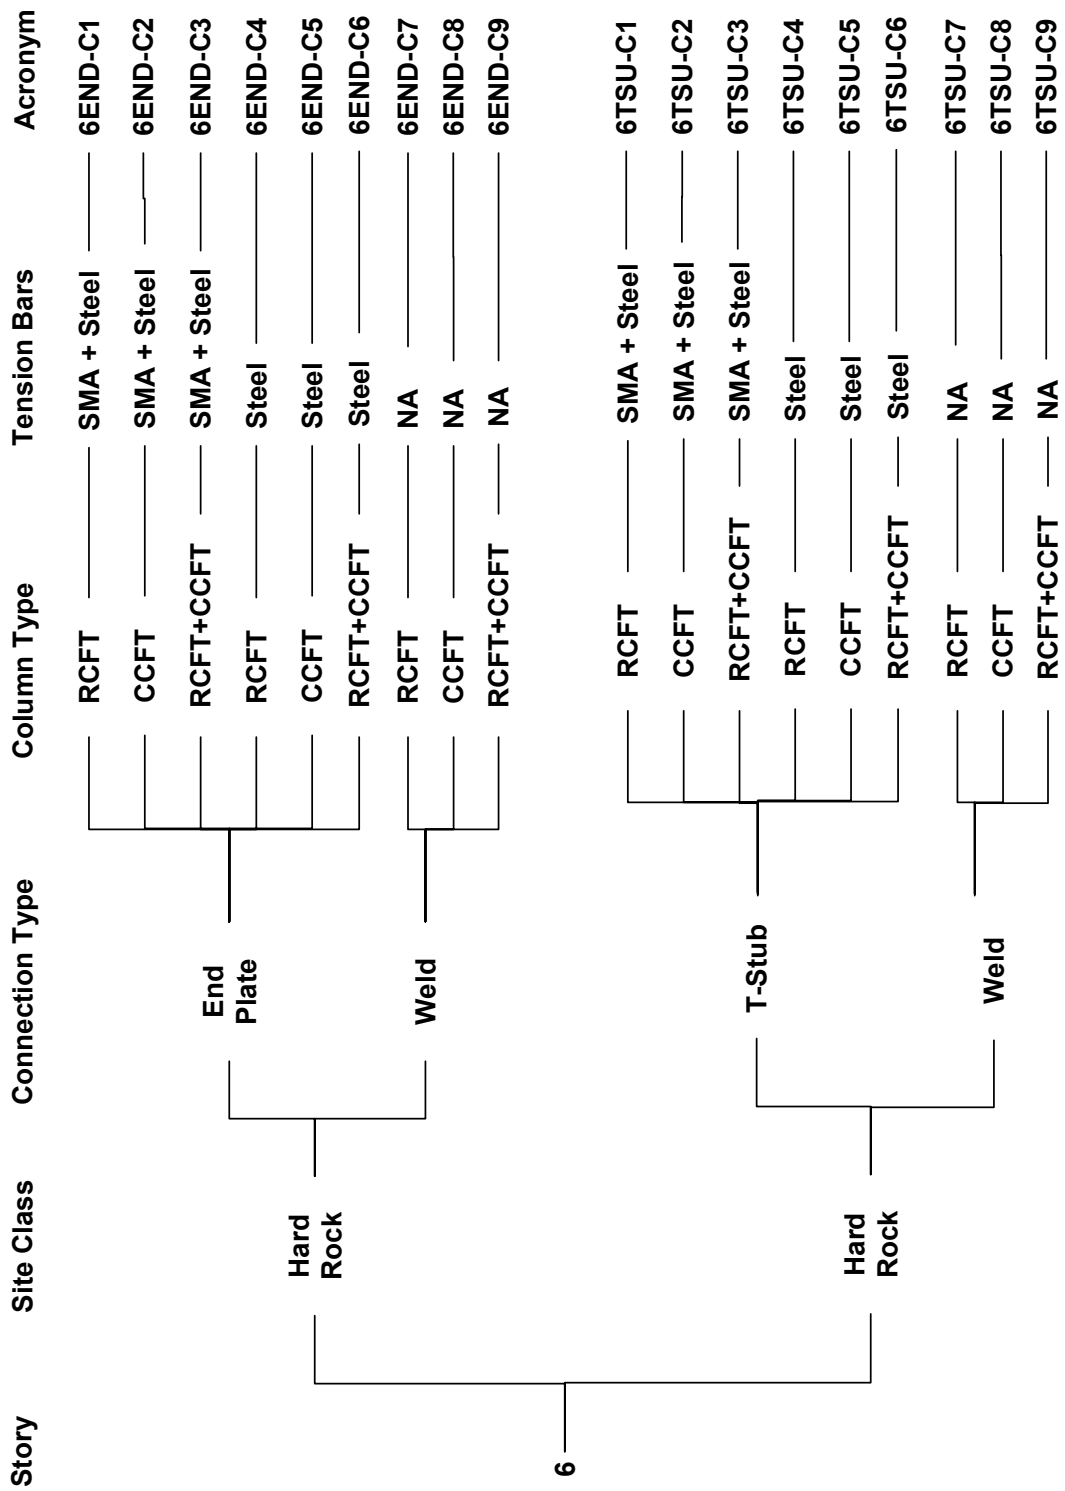 Story Site Class Connection Type Column Type Tension Bars Acronym
6
Hard
Rock
End
Plate
RCFT SMA + Steel 6END-C1
CCFT SMA + Steel 6END-C2
RCFT+CCFT SMA + Steel 6END-C3
RCFT Steel 6END-C4
CCFT Steel 6END-C5
RCFT+CCFT Steel 6END-C6
Weld
RCFT NA 6END-C7
CCFT NA 6END-C8
RCFT+CCFT NA 6END-C9
Hard
Rock
T-Stub
RCFT SMA + Steel 6TSU-C1
CCFT SMA + Steel 6TSU-C2
RCFT+CCFT SMA + Steel 6TSU-C3
RCFT Steel 6TSU-C4
CCFT Steel 6TSU-C5
RCFT+CCFT Steel 6TSU-C6
Weld
RCFT NA 6TSU-C7
CCFT NA 6TSU-C8
RCFT+CCFT NA 6TSU-C9